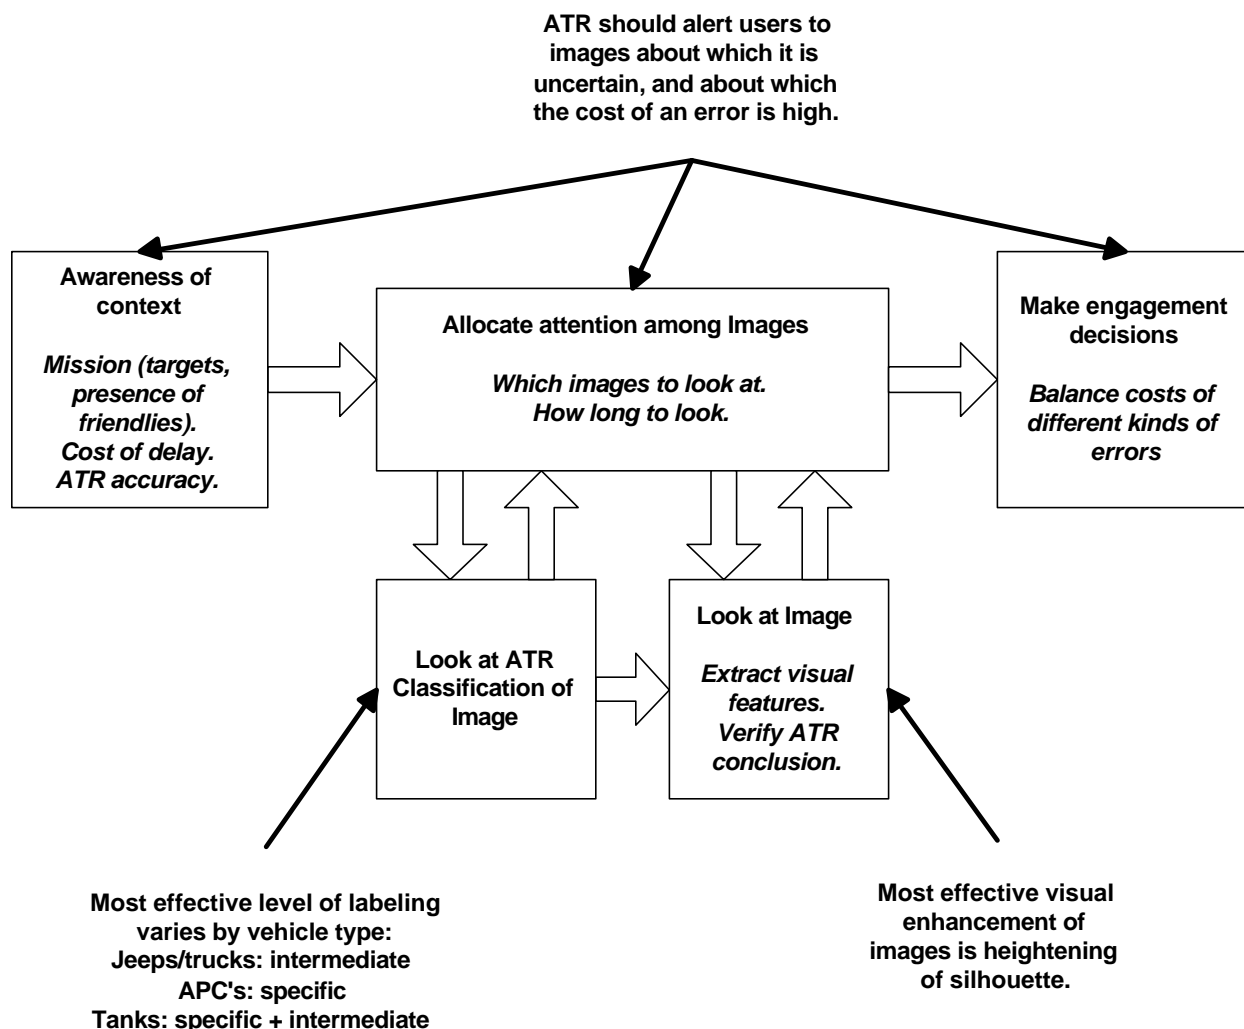 ATR should alert users to
images about which it is
uncertain, and about which
the cost of an error is high.
Awareness of
context
Mission (targets,
presence of
friendlies).
Cost of delay.
ATR accuracy.
Allocate attention among Images
Which images to look at.
How long to look.
Make engagement
decisions
Balance costs of
different kinds of
errors
Look at ATR
Classification of
Image
Look at Image
Extract visual
features.
Verify ATR
conclusion.
Most effective level of labeling
varies by vehicle type:
Jeeps/trucks: intermediate
APC's: specific
Tanks: specific + intermediate
Most effective visual
enhancement of
images is heightening
of silhouette.